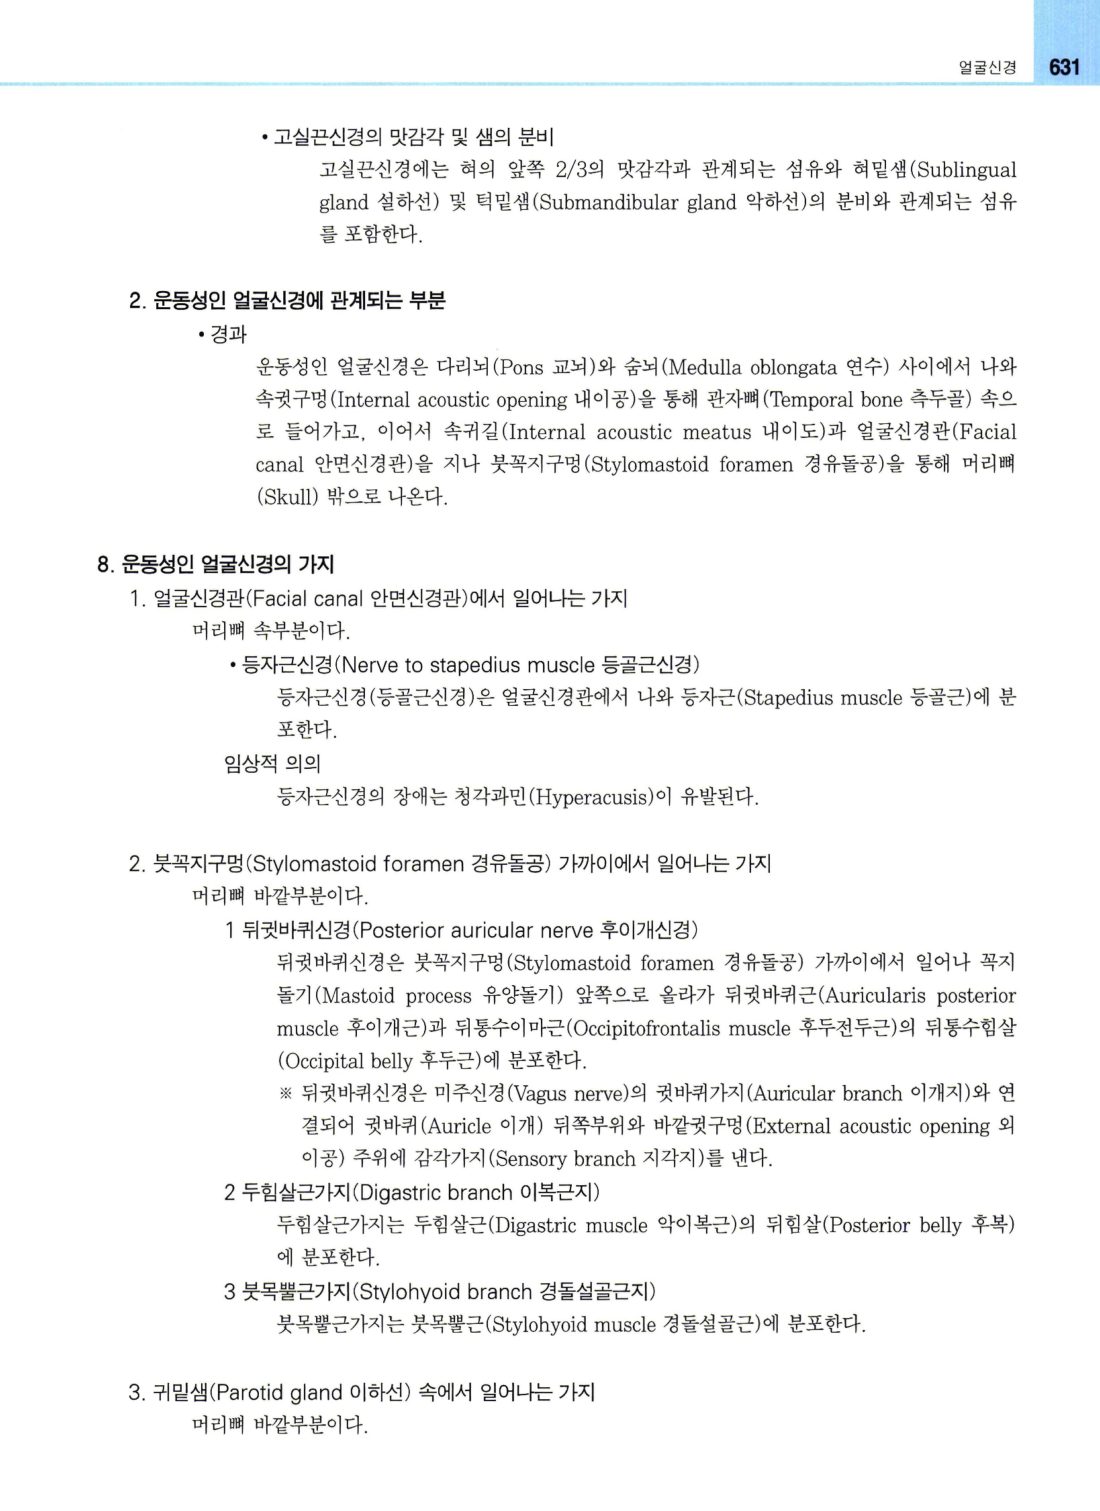 얼굴신경 631
• 고실끈신경의 맛감각 및 샘의 분비
고실끈신경에는 혀의 앞쪽 2/3의 맛감각과 관계되는 섬유와 혀밑샘(Sublingual
gland 설하선) 및 턱밑샘(Submandibular gland 악하선)의 분비와 관계되는 섬유
를 포함한다.
2. 운동성인 얼굴신경에 관계되는 부분
• 경과
운동성인 얼굴신경은 다리뇌(Pons 교뇌)와 숨뇌(Medulla oblongata 연수) 사이에서 나와
속귓구멍(Internal acoustic opening 내이공)을 통해 관자뼈(Temporal bone 측두골) 속으
로 들어가고, 이어서 속귀길(Internal acoustic meatus 내이도)과 얼굴신경관(Facial
canal 안면신경관)을 지나 붓꼭지구멍(Stylomastoid foramen 경유돌공)을 통해 머리뼈
(Skull) 밖으로 나온다.
8. 운동성인 얼굴신경의 가지
1. 얼굴신경관(Facial canal 안면신경관)에서 일어나는 가지
머리뼈 속부분이다.
• 등자근신경(Nerve to stapedius muscle 등골근신경)
등자근신경(등골근신경)은 얼굴신경관에서 나와 등자근(Stapedius muscle 등골근)에 분
포한다.
임상적 의의
등자근신경의 장애는 청각과민(Hyperacusis)이 유발된다.
2. 붓꼭지구멍(Stylomastoid foramen 경유돌공) 가까이에서 일어나는 가지
머리뼈 바깥부분이다.
1 뒤귓바퀴신경(Posterior auricular nerve 후이개신경)
뒤귓바퀴신경은 붓꼭지구멍(Stylomastoid foramen 경유돌공) 가까이에서 일어나 꼭지
돌기(Mastoid process 유양돌기) 앞쪽으로 올라가 뒤귓바퀴근(Auricularis posterior
muscle 후이개근)과 뒤통수이마근(Occipitofrontalis muscle 후두전두근)의 뒤통수힘살
(Occipital belly 후두근)에 분포한다.
※ 뒤귓바퀴신경은 미주신경(Vagus nerve)의 귓바퀴가지(Auricular branch 이개지)와 연
결되어 귓바퀴(Auricle 이개) 뒤쪽부위와 바깥귓구멍(External acoustic opening 외
이공) 주위에 감각가지(Sensory branch 지각지)를 낸다.
2 두힘살근가지(Digastric branch 이복근지)
두힘살근가지는 두힘살근(Digastric muscle 악이복근)의 뒤힘살(Posterior belly 후복)
에 분포한다.
3 붓목뿔근가지(Stylohyoid branch 경돌설골근지)
붓목뿔근가지는 붓목뿔근(Stylohyoid muscle 경돌설골근)에 분포한다.
3. 귀밑샘(Parotid gland 이하선) 속에서 일어나는 가지
머리뼈 바깥부분이다.